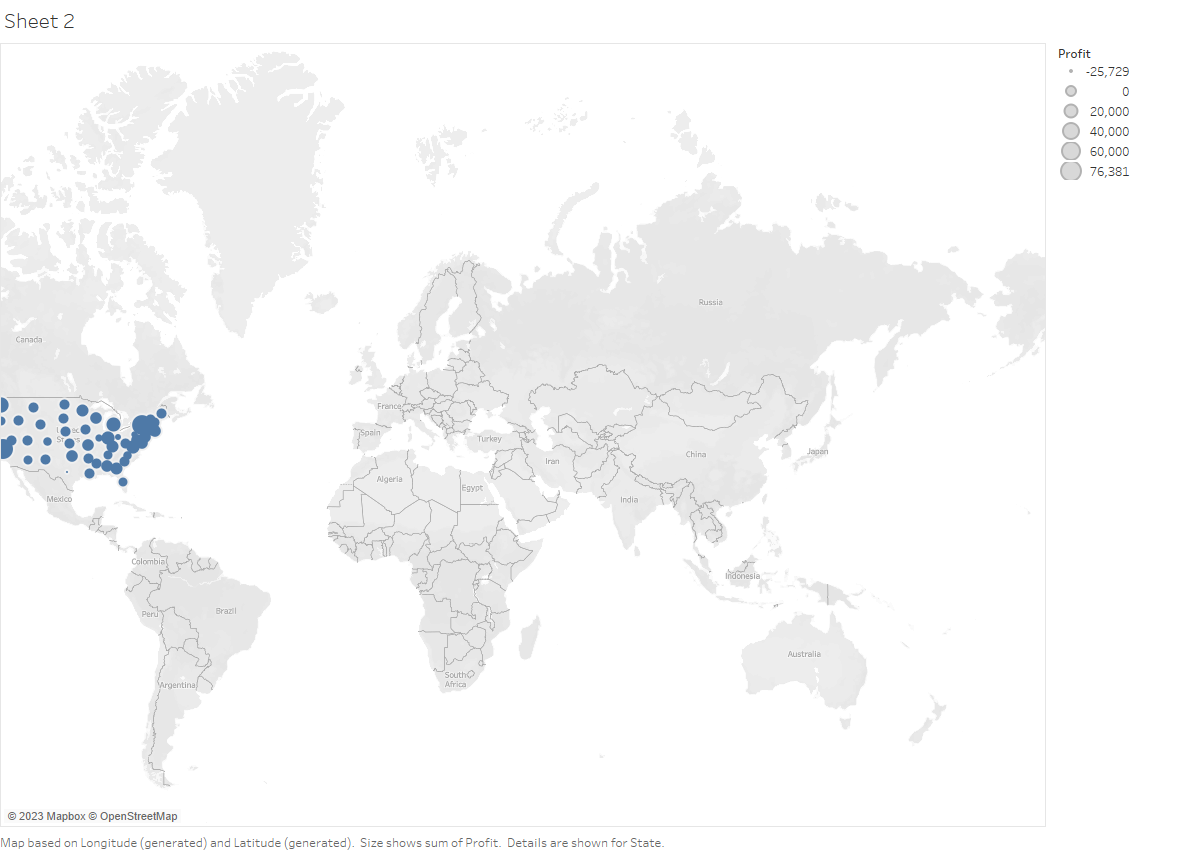 Sheet 2
Profit
-25,729
0
20,000
40,000
60,000
76,381
Russia
Canada
France
Spain
Turkey
China
Japan
Iran
Algeria
Egypt
India
Mexico
Colombia
Indonesia
Peru
Brazil
Australia
South
Africa
Argentina
© 2023 Mapbox © OpenStreetMap
Map based on Longitude (generated) and Latitude (generated).  Size shows sum of Profit.  Details are shown for State.